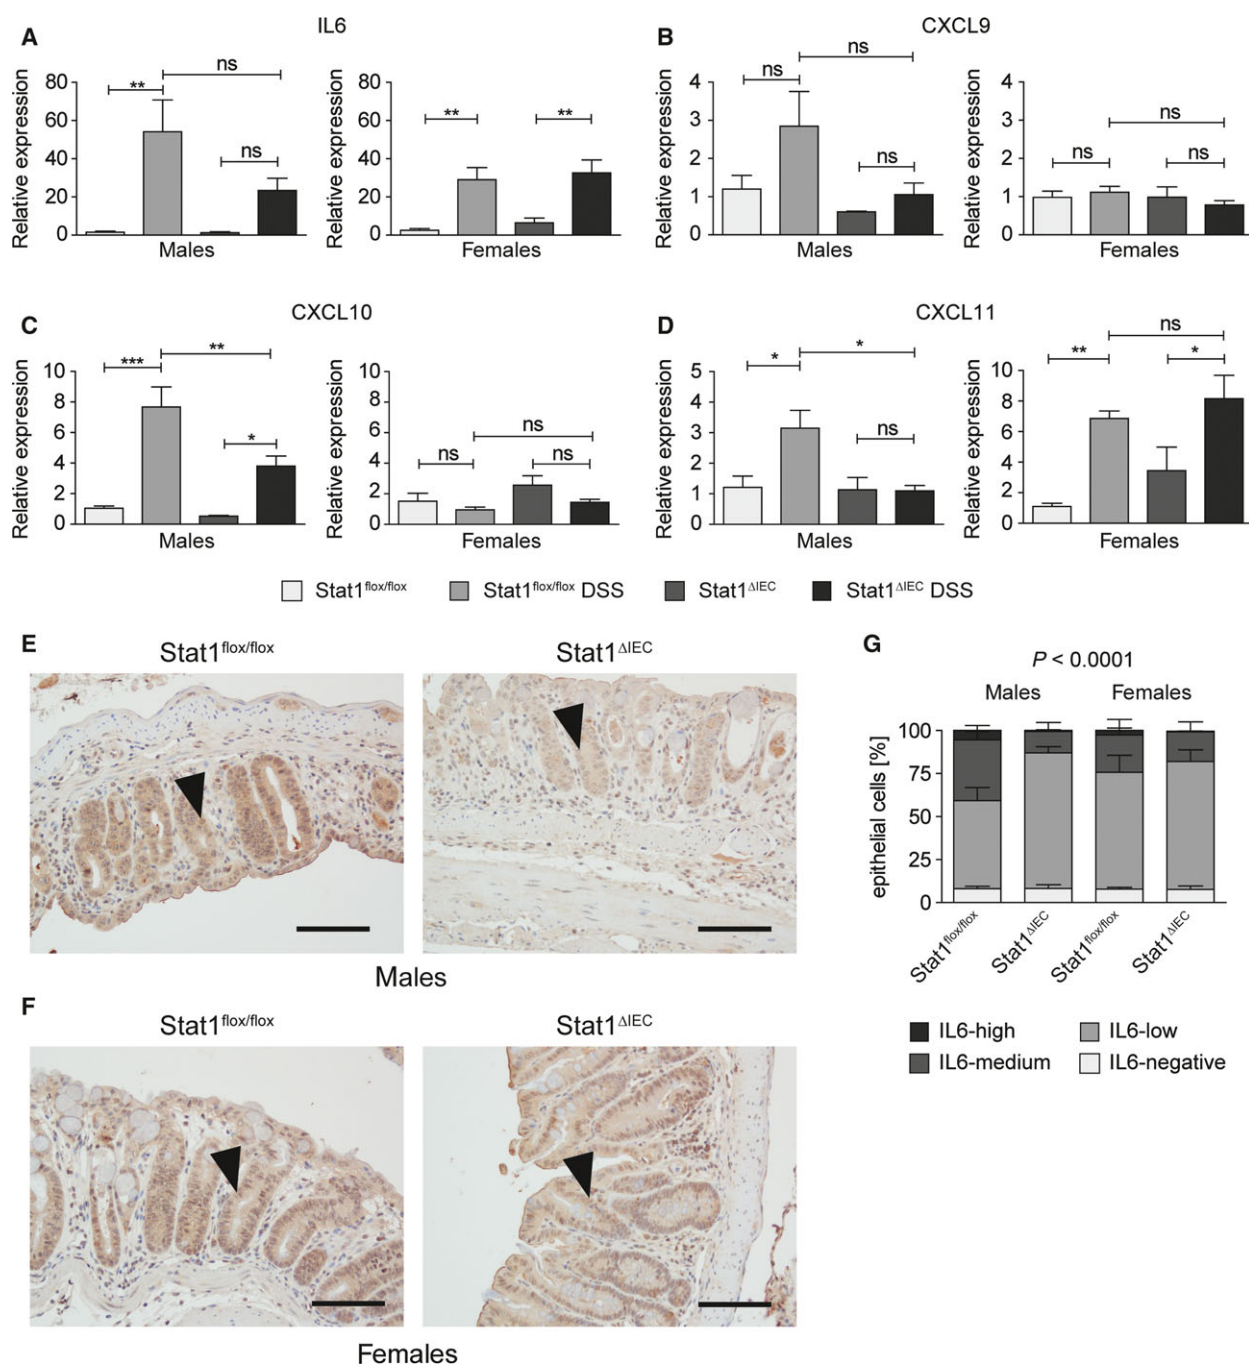 A
IL6
Relative expression
80
60
40
20
0
**
ns
ns
Males
Relative expression
80
60
40
20
0
**
**
Females
B
CXCL9
Relative expression
4
3
2
1
0
ns
ns
ns
Males
Relative expression
4
3
2
1
0
ns
ns
ns
Females
C
CXCL10
Relative expression
10
8
6
4
2
0
***
**
*
Males
Relative expression
10
8
6
4
2
0
ns
ns
ns
Females
D
CXCL11
Relative expression
5
4
3
2
1
0
*
*
ns
Males
Relative expression
10
8
6
4
2
0
**
ns
*
Females
Stat1flox/flox
Stat1flox/flox DSS
Stat1ΔIEC
Stat1ΔIEC DSS
E
Stat1flox/flox
Stat1ΔIEC
Males
F
Stat1flox/flox
Stat1ΔIEC
Females
G
P < 0.0001
Males
Females
epithelial cells [%]
100
75
50
25
0
Stat1flox/flox
Stat1ΔIEC
Stat1flox/flox
Stat1ΔIEC
IL6-high
IL6-low
IL6-medium
IL6-negative